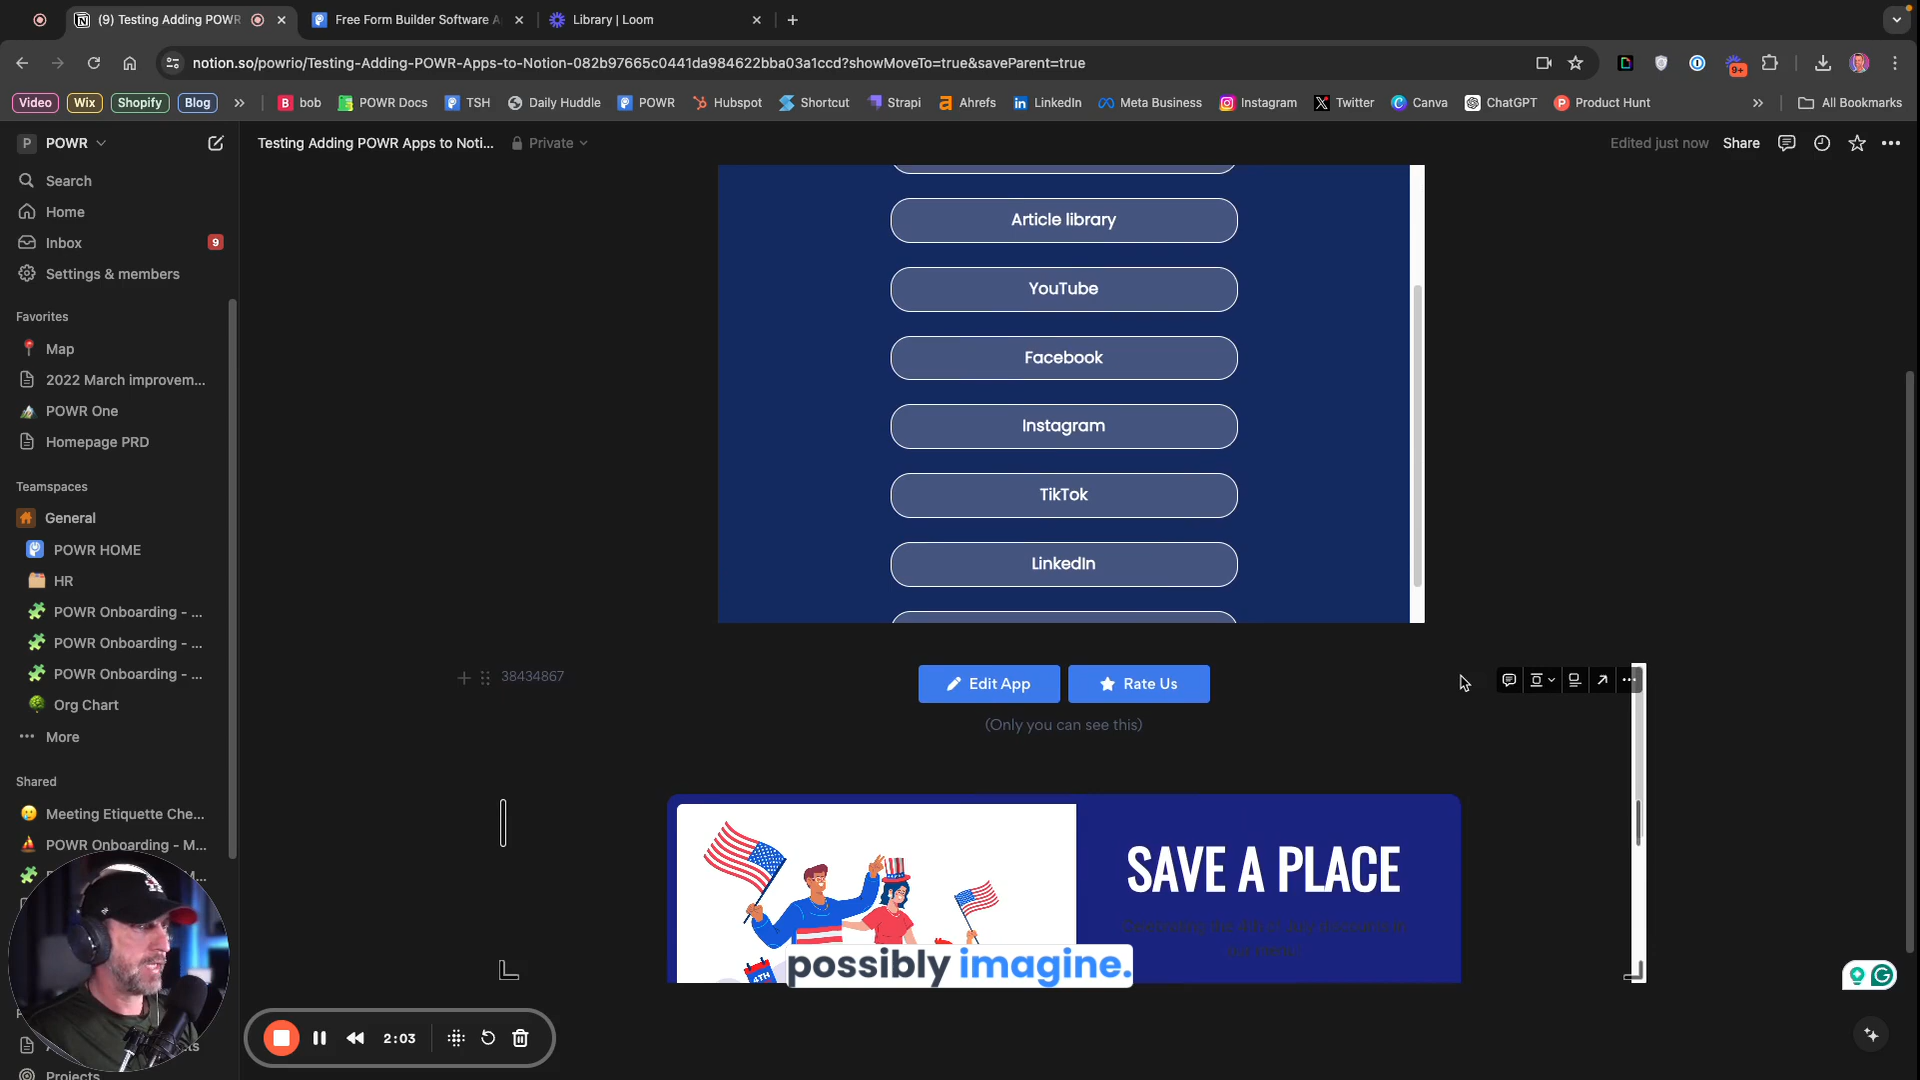 (9) Testing Adding POWR
Free Form Builder Software A
Library | Loom
notion.so/powrio/Testing-Adding-POWR-Apps-to-Notion-082b97665c0441da984622bba03a1ccd?showMoveTo=true&saveParent=true
9+
Video
Wix
Shopify
Blog
bob
POWR Docs
TSH
Daily Huddle
POWR
Hubspot
Shortcut
Strapi
Ahrefs
LinkedIn
Meta Business
Instagram
Twitter
Canva
ChatGPT
Product Hunt
All Bookmarks
P POWR
Testing Adding POWR Apps to Noti...
Private
Edited just now
Share
Search
Home
Inbox
9
Settings & members
Favorites
Map
2022 March improvem...
POWR One
Homepage PRD
Teamspaces
General
POWR HOME
HR
POWR Onboarding - ...
POWR Onboarding - ...
POWR Onboarding - ...
Org Chart
More
Shared
Meeting Etiquette Che...
POWR Onboarding - M...
Projects
Article library
YouTube
Facebook
Instagram
TikTok
LinkedIn
38434867
Edit App
Rate Us
(Only you can see this)
SAVE A PLACE
4TH
possibly imagine.
2:03